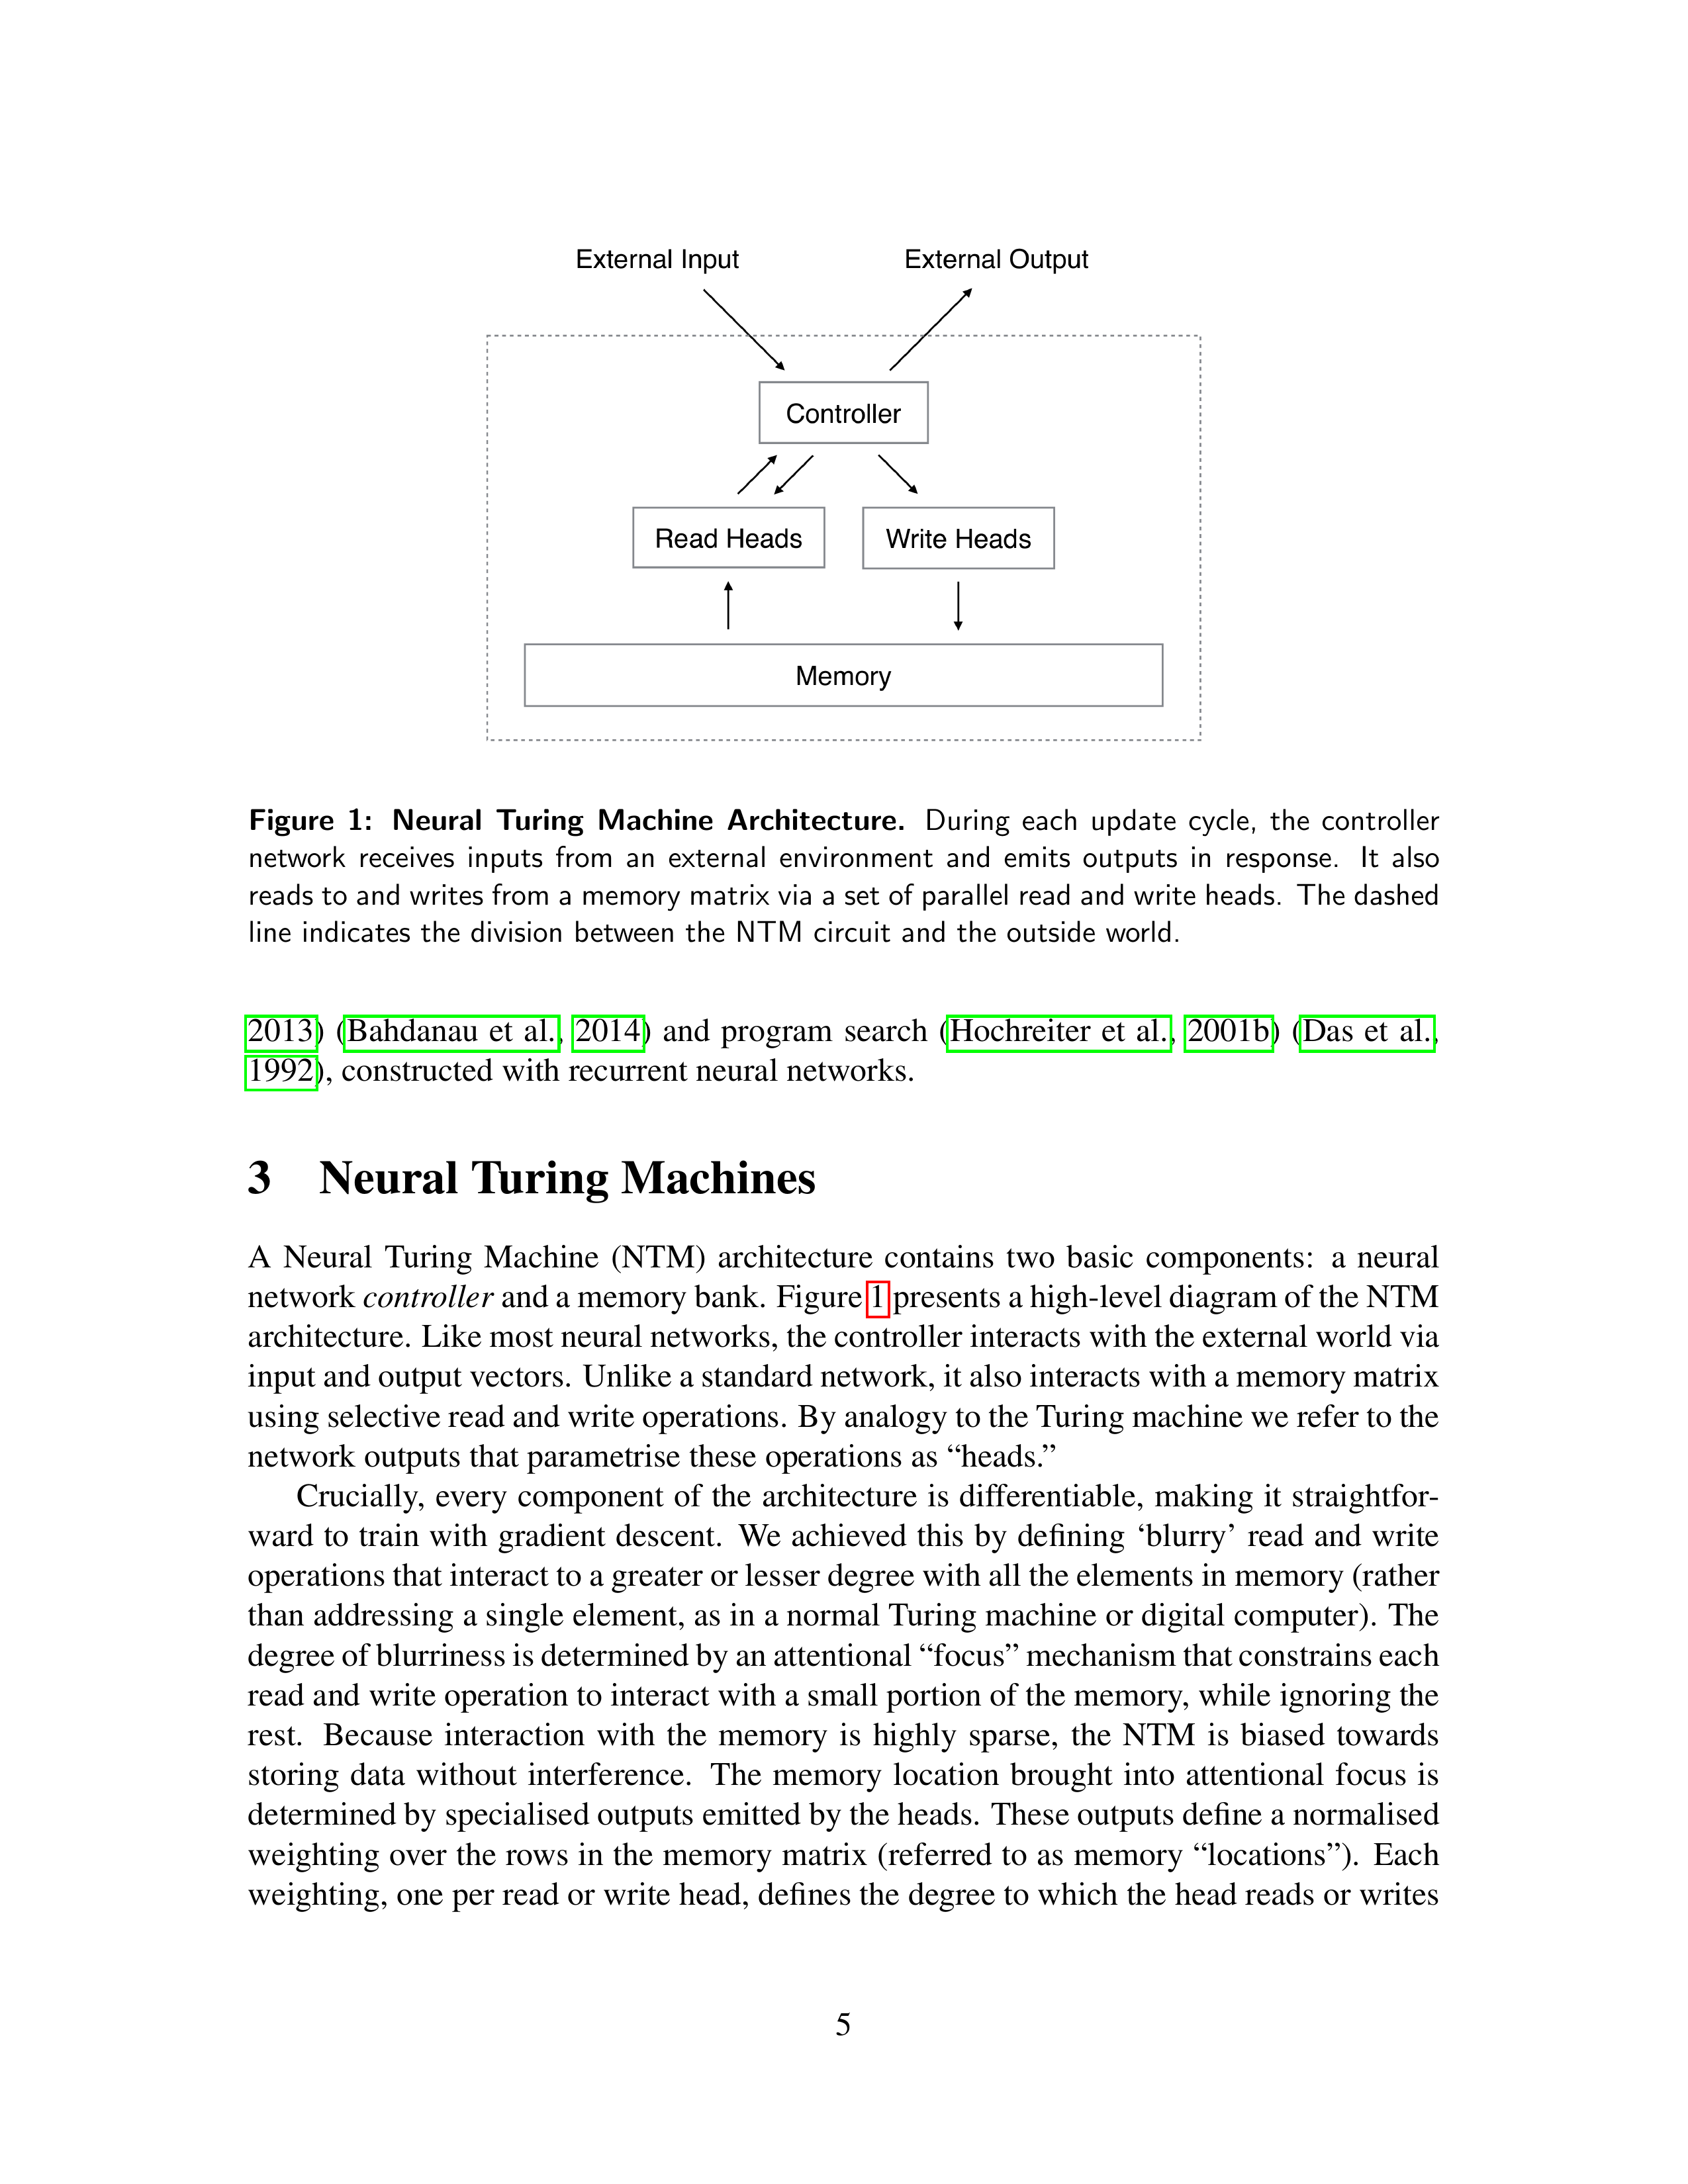 External Input
External Output
Controller
Read Heads
Write Heads
Memory
Figure 1: Neural Turing Machine Architecture. During each update cycle, the controller
network receives inputs from an external environment and emits outputs in response. It also
reads to and writes from a memory matrix via a set of parallel read and write heads. The dashed
line indicates the division between the NTM circuit and the outside world.
2013) (Bahdanau et al., 2014) and program search (Hochreiter et al., 2001b) (Das et al.,
1992), constructed with recurrent neural networks.
3 Neural Turing Machines
A Neural Turing Machine (NTM) architecture contains two basic components: a neural
network controller and a memory bank. Figure 1 presents a high-level diagram of the NTM
architecture. Like most neural networks, the controller interacts with the external world via
input and output vectors. Unlike a standard network, it also interacts with a memory matrix
using selective read and write operations. By analogy to the Turing machine we refer to the
network outputs that parametrise these operations as “heads.”
Crucially, every component of the architecture is differentiable, making it straightfor-
ward to train with gradient descent. We achieved this by defining ‘blurry’ read and write
operations that interact to a greater or lesser degree with all the elements in memory (rather
than addressing a single element, as in a normal Turing machine or digital computer). The
degree of blurriness is determined by an attentional “focus” mechanism that constrains each
read and write operation to interact with a small portion of the memory, while ignoring the
rest. Because interaction with the memory is highly sparse, the NTM is biased towards
storing data without interference. The memory location brought into attentional focus is
determined by specialised outputs emitted by the heads. These outputs define a normalised
weighting over the rows in the memory matrix (referred to as memory “locations”). Each
weighting, one per read or write head, defines the degree to which the head reads or writes
5